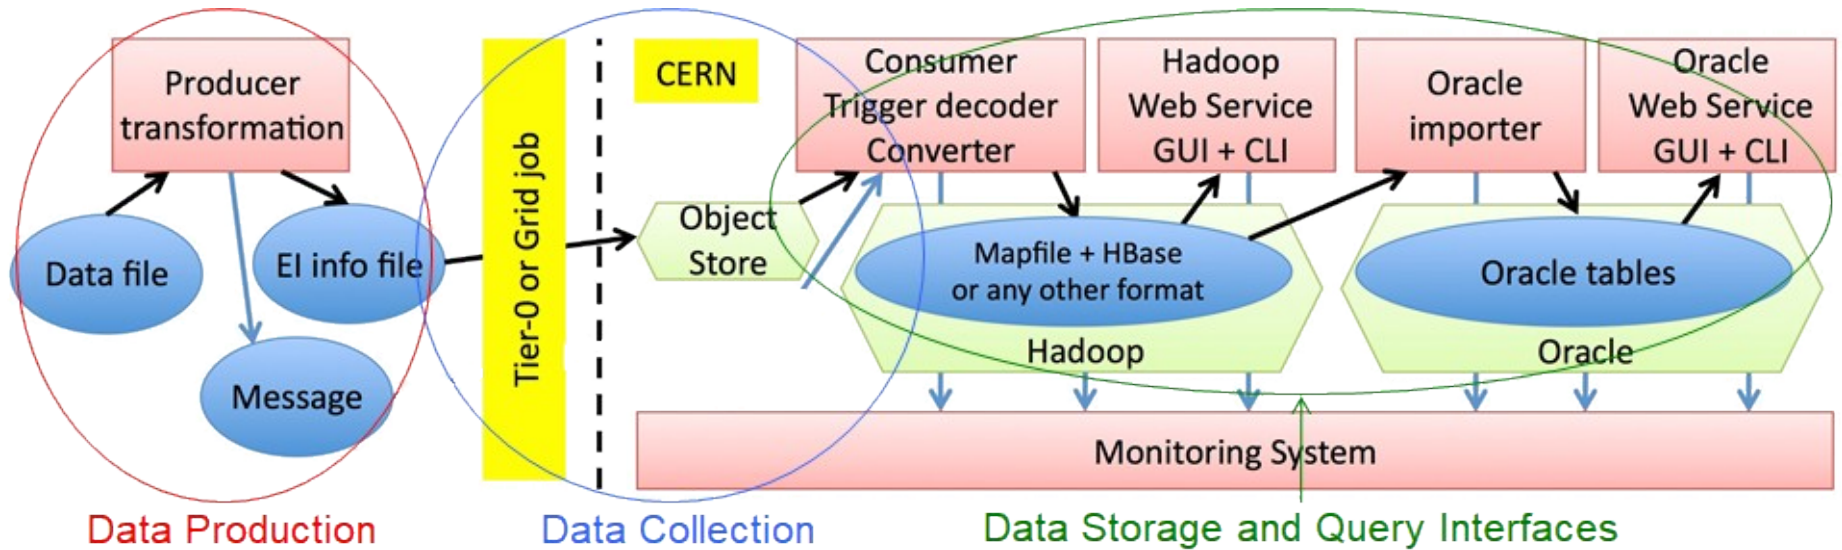 Producer
transformation
Data file
EI info file
Message
Tier-0 or Grid job
CERN
Object
Store
Consumer
Trigger decoder
Converter
Hadoop
Web Service
GUI + CLI
Oracle
importer
Oracle
Web Service
GUI + CLI
Mapfile + HBase
or any other format
Hadoop
Oracle tables
Oracle
Monitoring System
Data Production
Data Collection
Data Storage and Query Interfaces